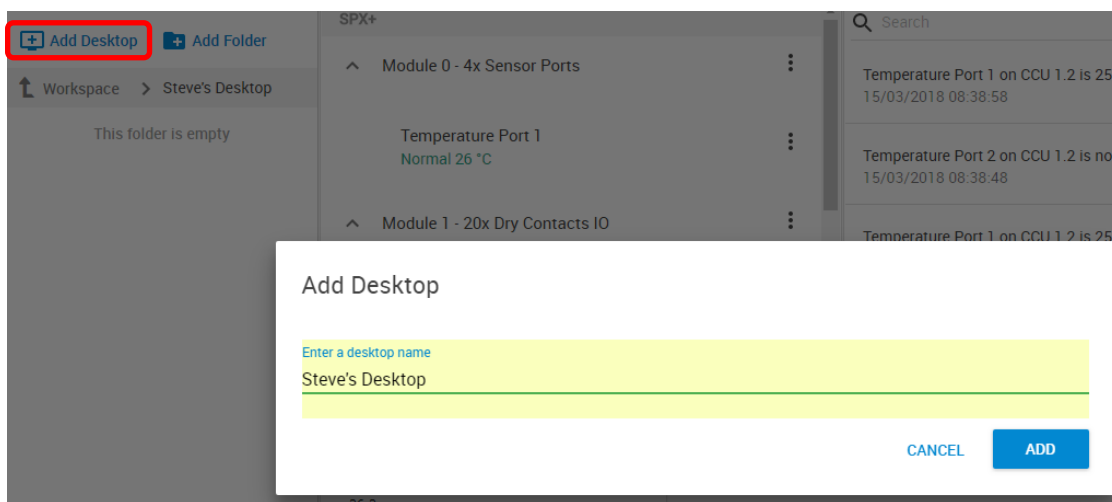 Add Desktop
Add Folder
Workspace > Steve's Desktop
This folder is empty
SPX+
Module 0 - 4x Sensor Ports
Temperature Port 1
Normal 26 °C
Module 1 - 20x Dry Contacts IO
Search
Temperature Port 1 on CCU 1.2 is 25
15/03/2018 08:38:58
Temperature Port 2 on CCU 1.2 is no
15/03/2018 08:38:48
Temperature Port 1 on CCU 1.2 is 25
Add Desktop
Enter a desktop name
Steve's Desktop
CANCEL
ADD